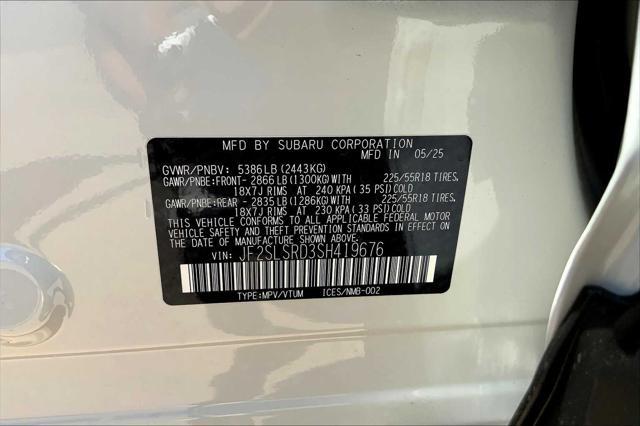 MFD BY SUBARU CORPORATION
MFD IN 05/25
GVWR/PNBV: 5386LB (2443KG)
GAWR/PNBE:FRONT- 2866LB (1300KG)WITH 225/55R18 TIRES.
18X7J RIMS AT 240 KPA (35 PSI)COLD
GAWR/PNBE:REAR - 2835LB (1286KG)WITH 225/55R18 TIRES.
18X7J RIMS AT 230 KPA (33 PSI)COLD
THIS VEHICLE CONFORMS TO ALL APPLICABLE FEDERAL MOTOR
VEHICLE SAFETY AND THEFT PREVENTION STANDARDS IN EFFECT ON
THE DATE OF MANUFACTURE SHOWN ABOVE.
VIN: JF2SLSRD3SH419676
TYPE:MPV/VTUM ICES/NMB-002